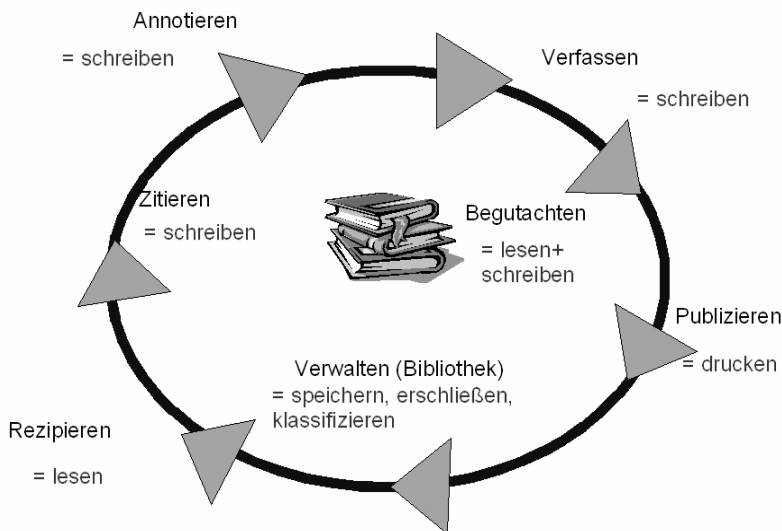 Annotieren
= schreiben
Verfassen
= schreiben
Zitieren
= schreiben
Begutachten
= lesen+
schreiben
Publizieren
= drucken
Verwalten (Bibliothek)
= speichern, erschließen,
klassifizieren
Rezipieren
= lesen